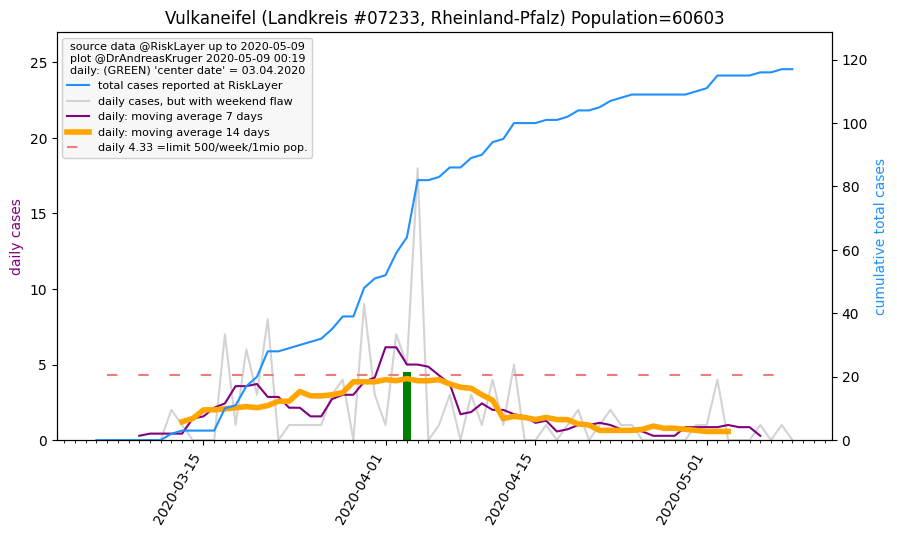 Vulkaneifel (Landkreis #07233, Rheinland-Pfalz) Population=60603
source data @RiskLayer up to 2020-05-09
plot @DrAndreasKruger 2020-05-09 00:19
daily: (GREEN) 'center date' = 03.04.2020
total cases reported at RiskLayer
daily cases, but with weekend flaw
daily: moving average 7 days
daily: moving average 14 days
daily 4.33 =limit 500/week/1mio pop.
daily cases
25
20
15
10
5
0
cumulative total cases
120
100
80
60
40
20
0
2020-03-15
2020-04-01
2020-04-15
2020-05-01